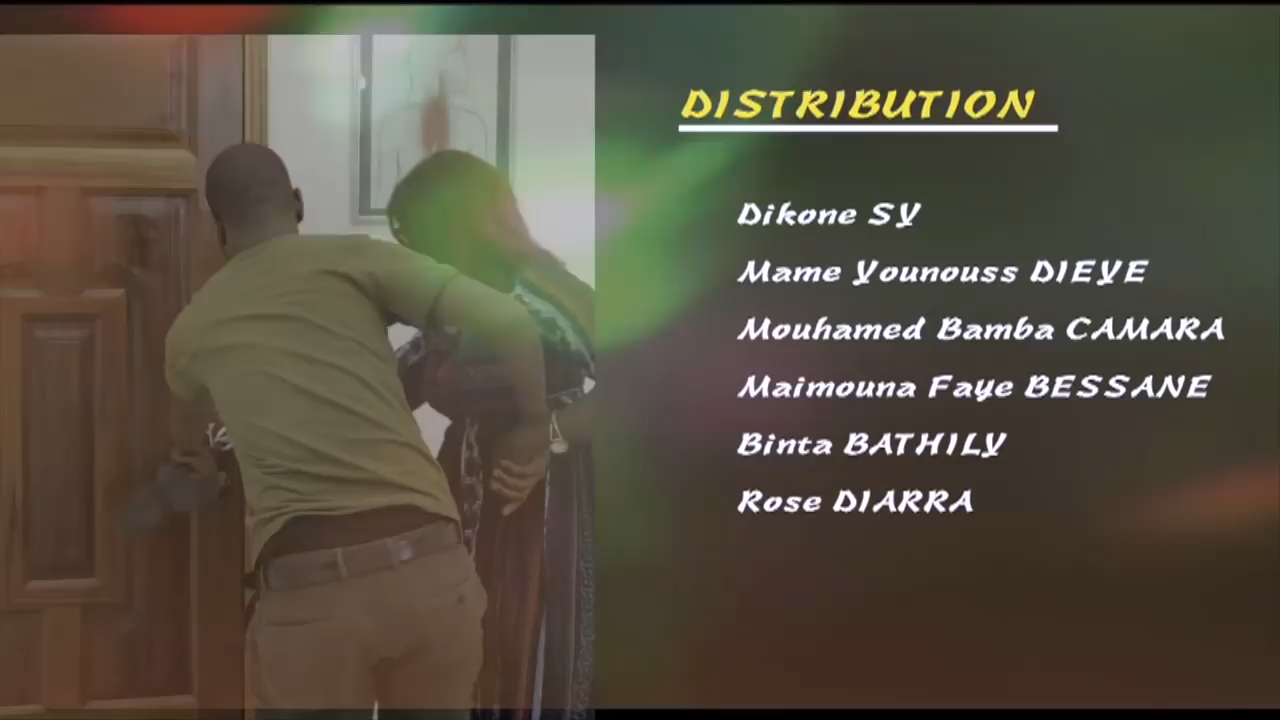 DISTRIBUTION
Dikone SY
Mame Younouss DIEYE
Mouhamed Bamba CAMARA
Maimouna Faye BESSANE
Binta BATHILY
Rose DIARRA